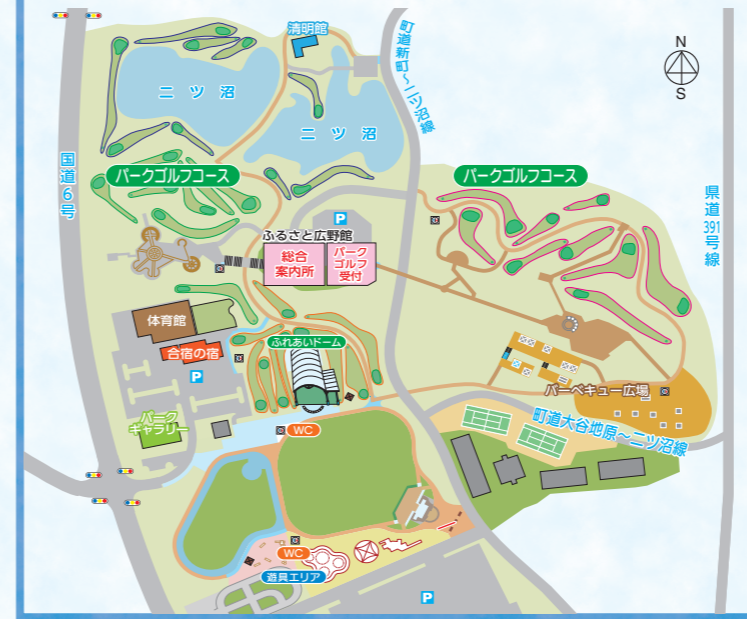 清明館
町道新町～二ツ沼線
N
S
二ツ沼
二ツ沼
国道6号
パークゴルフコース
パークゴルフコース
県道391号線
P
ふるさと広野館
総合
案内所
パーク
ゴルフ
受付
体育館
合宿の宿
ふれあいドーム
P
バーベキュー広場
パーク
ギャラリー
町道大谷地原～二ツ沼線
WC
WC
遊具エリア
P